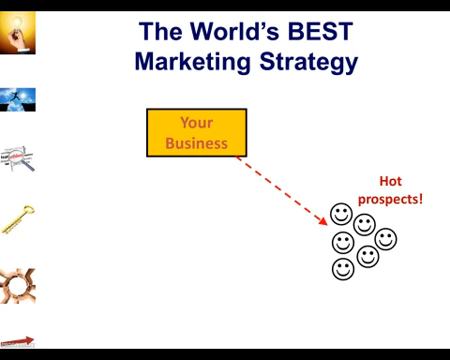 The World's BEST
Marketing Strategy
Your
Business
Hot
prospects!